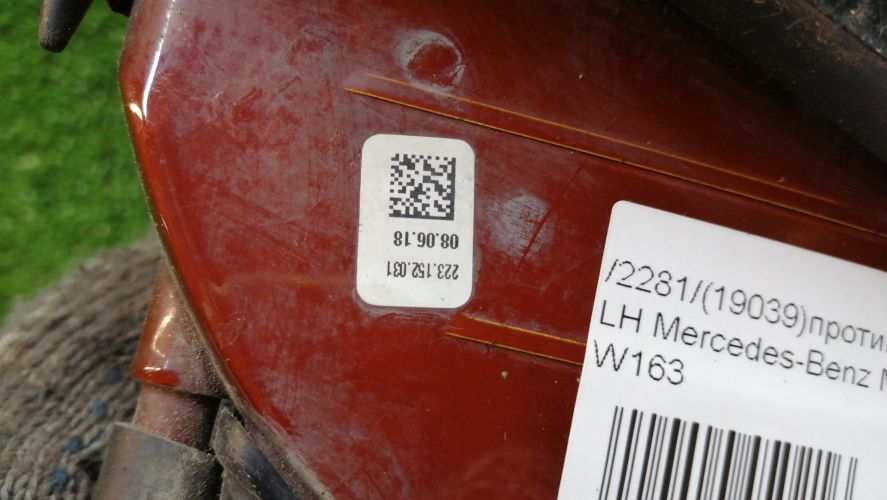 223.152.031
08.06.18
/2281/(19039)проти
LH Mercedes-Benz
W163